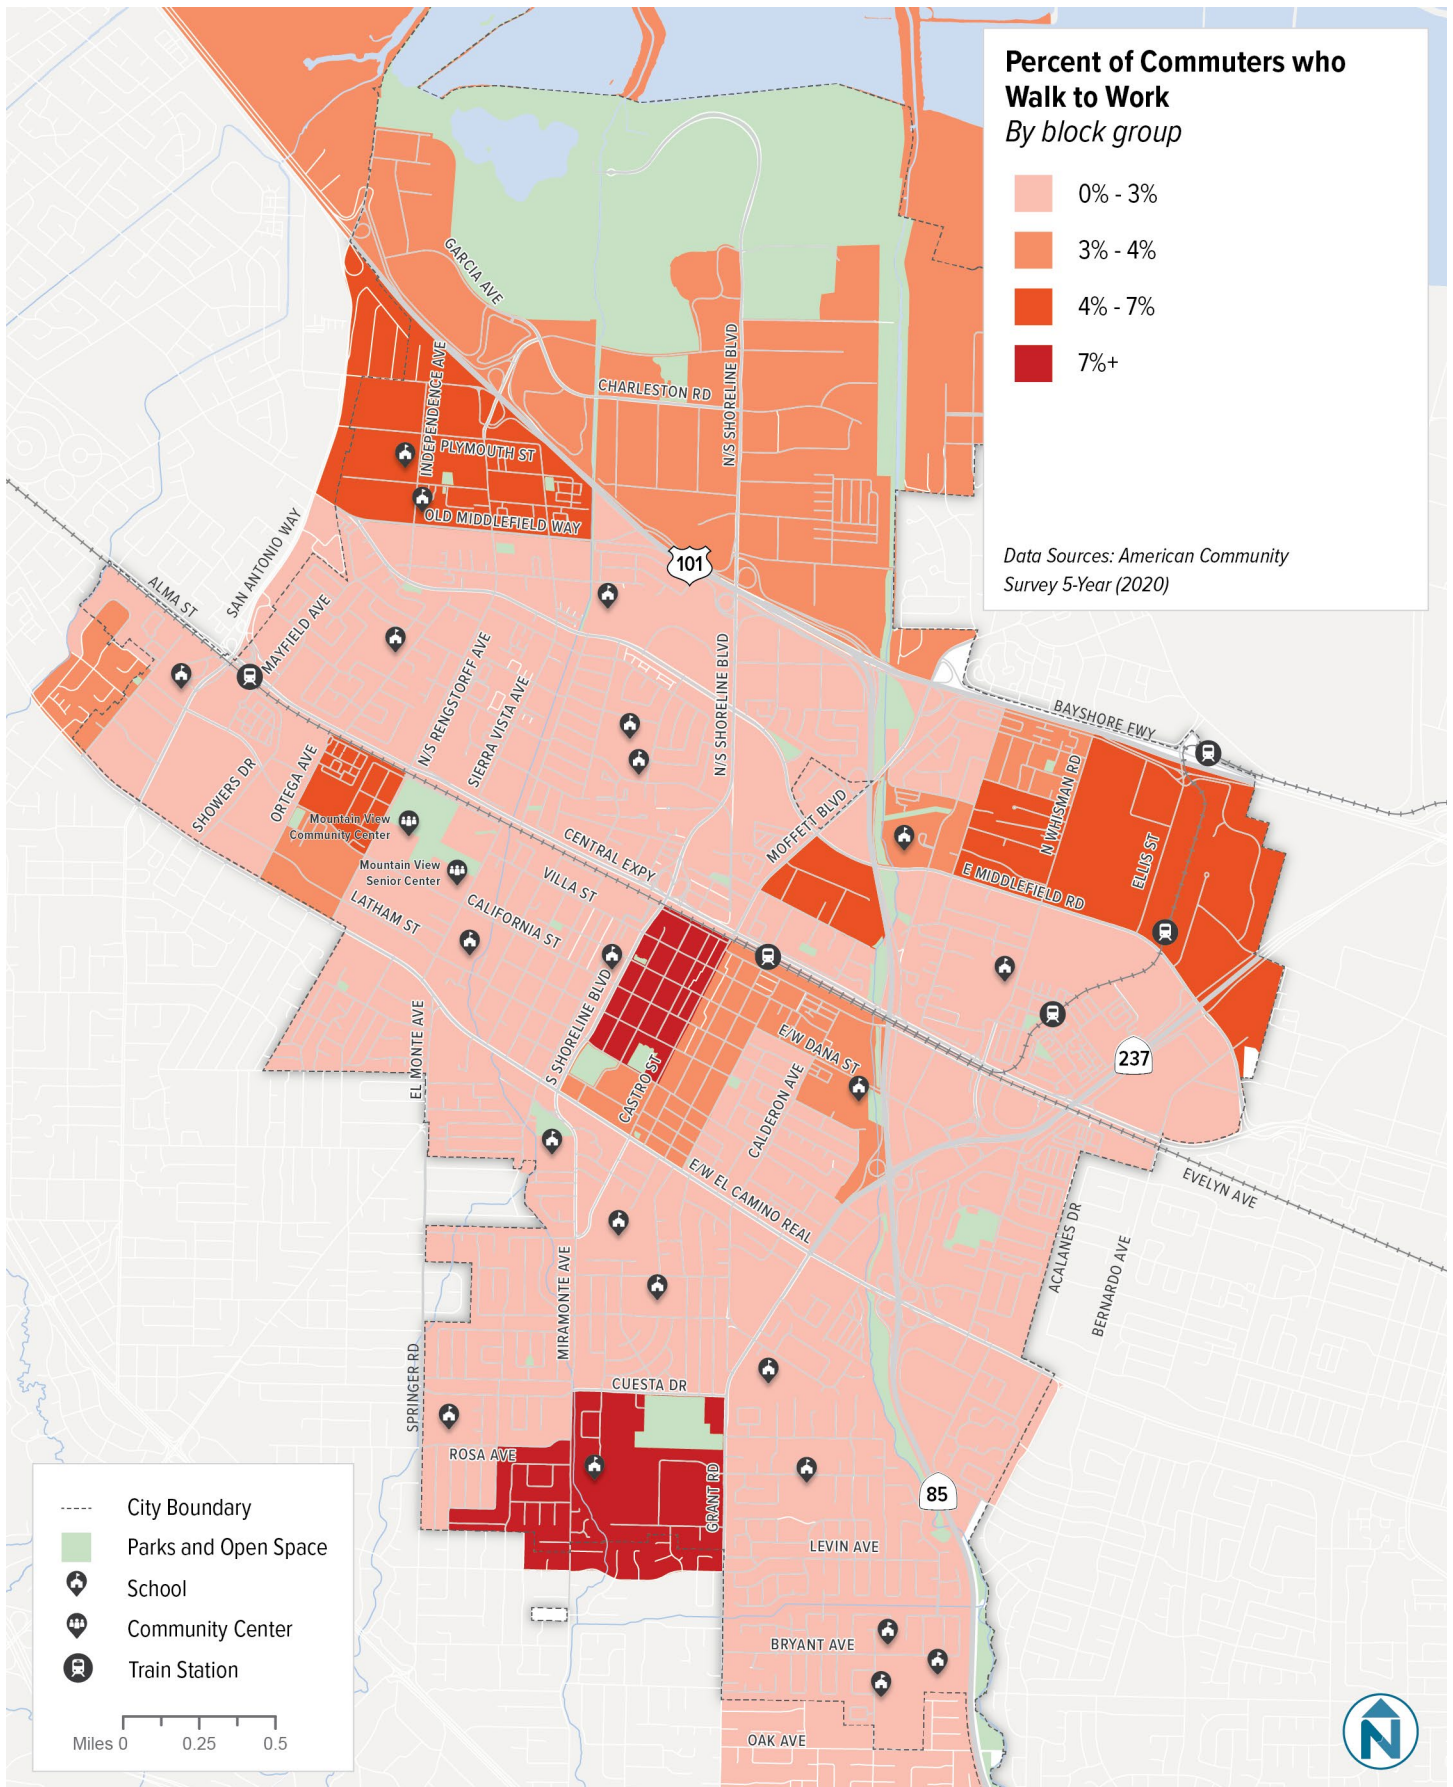 Percent of Commuters who
Walk to Work
By block group
0% - 3%
3% - 4%
4% - 7%
7%+
Data Sources: American Community
Survey 5-Year (2020)
GARCIA AVE
CHARLESTON RD
N/S SHORELINE BLVD
INDEPENDENCE AVE
PLYMOUTH ST
OLD MIDDLEFIELD WAY
101
SAN ANTONIO WAY
ALMA ST
MAYFIELD AVE
N/S RENGSTORFF AVE
SIERRA VISTA AVE
N/S SHORELINE BLVD
BAYSHORE FWY
N WHISMAN RD
ELLIS ST
MOFFETT BLVD
E MIDDLEFIELD RD
SHOWERS DR
ORTEGA AVE
Mountain View
Community Center
Mountain View
Senior Center
CENTRAL EXPY
VILLA ST
CALIFORNIA ST
LATHAM ST
EL MONTE AVE
S SHORELINE BLVD
CASTRO ST
E/W DANA ST
CALDERON AVE
237
E/W EL CAMINO REAL
EVELYN AVE
ACALANES DR
BERNARDO AVE
MIRAMONTE AVE
SPRINGER RD
CUESTA DR
ROSA AVE
GRANT RD
85
LEVIN AVE
BRYANT AVE
OAK AVE
City Boundary
Parks and Open Space
School
Community Center
Train Station
Miles 0 0.25 0.5
N